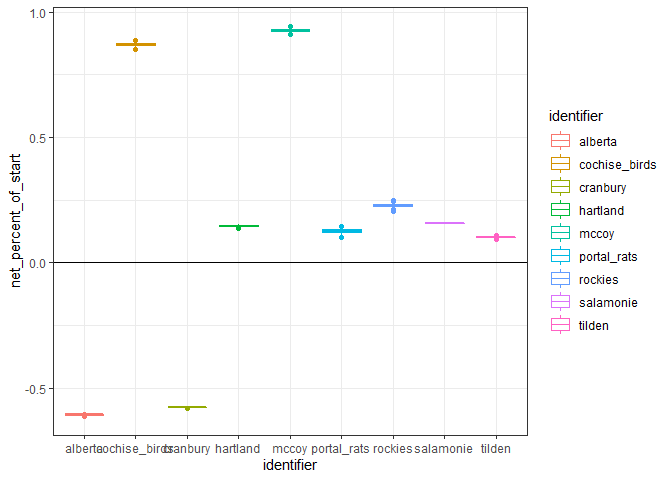 1.0
0.5
0.0
-0.5
net_percent_of_start
alberta cochise_birds cranbury hartland mccoy portal_rats rockies salamonie tilden
identifier
identifier
alberta
cochise_birds
cranbury
hartland
mccoy
portal_rats
rockies
salamonie
tilden